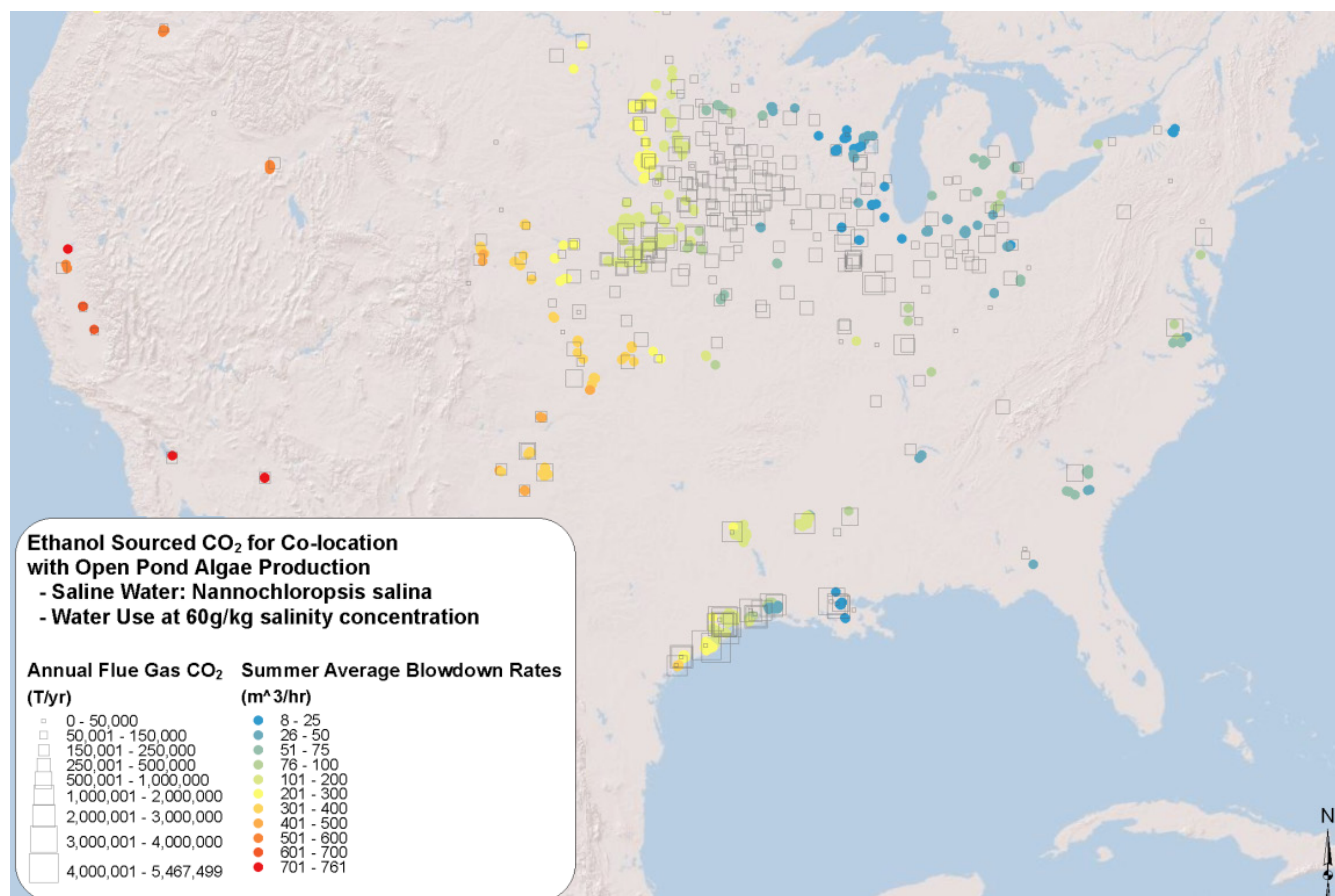 Ethanol Sourced CO₂ for Co-location
with Open Pond Algae Production
- Saline Water: Nannochloropsis salina
- Water Use at 60g/kg salinity concentration
Annual Flue Gas CO₂
(T/yr)
0 - 50,000
50,001 - 150,000
150,001 - 250,000
250,001 - 500,000
500,001 - 1,000,000
1,000,001 - 2,000,000
2,000,001 - 3,000,000
3,000,001 - 4,000,000
4,000,001 - 5,467,499
Summer Average Blowdown Rates
(m^3/hr)
8 - 25
26 - 50
51 - 75
76 - 100
101 - 200
201 - 300
301 - 400
401 - 500
501 - 600
601 - 700
701 - 761
N